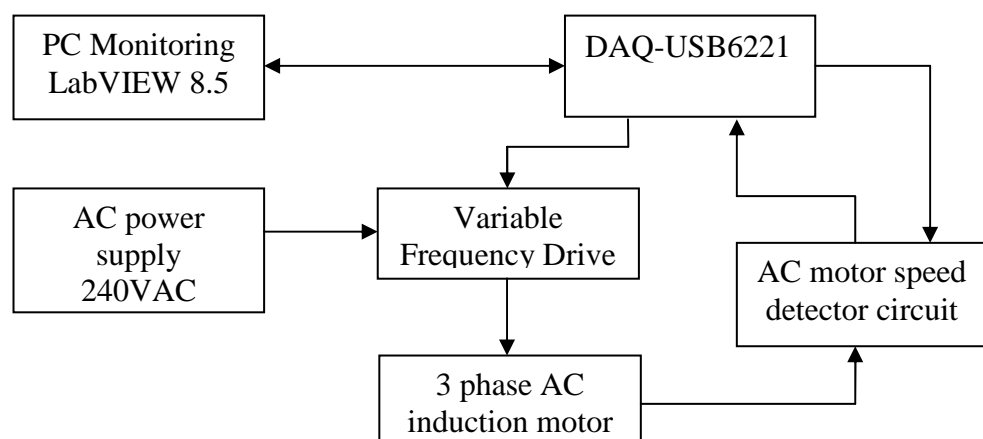 PC Monitoring
LabVIEW 8.5
DAQ-USB6221
AC power
supply
240VAC
Variable
Frequency Drive
AC motor speed
detector circuit
3 phase AC
induction motor